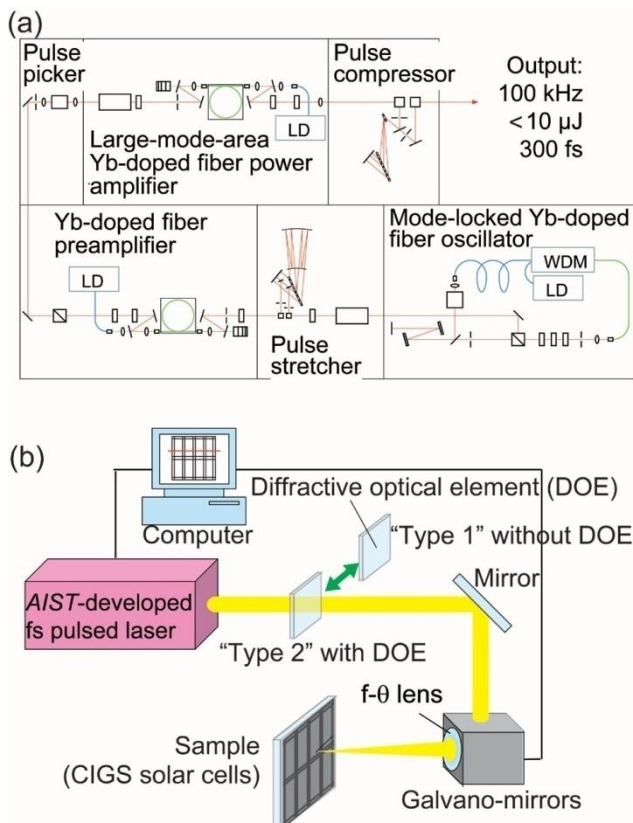 (a)
Pulse
picker
LD
Large-mode-area
Yb-doped fiber power
amplifier
Pulse
compressor
Output:
100 kHz
<10 µJ
300 fs
Yb-doped fiber
preamplifier
LD
Pulse
stretcher
Mode-locked Yb-doped
fiber oscillator
WDM
LD
(b)
Computer
Diffractive optical element (DOE)
“Type 1” without DOE
Mirror
AIST-developed
fs pulsed laser
“Type 2” with DOE
f-θ lens
Sample
(CIGS solar cells)
Galvano-mirrors